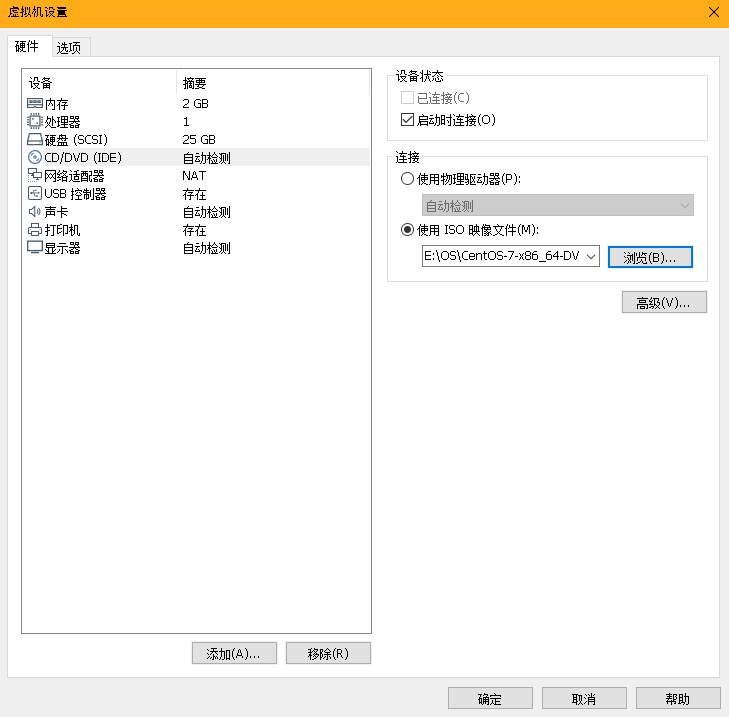 虚拟机设置
硬件 选项
设备 摘要
内存 2 GB
处理器 1
硬盘 (SCSI) 25 GB
CD/DVD (IDE) 自动检测
网络适配器 NAT
USB 控制器 存在
声卡 自动检测
打印机 存在
显示器 自动检测
添加(A)... 移除(R)
设备状态
已连接(C)
启动时连接(O)
连接
使用物理驱动器(P):
自动检测
使用 ISO 映像文件(M):
E:\OS\CentOS-7-x86_64-DV 浏览(B)...
高级(V)...
确定 取消 帮助